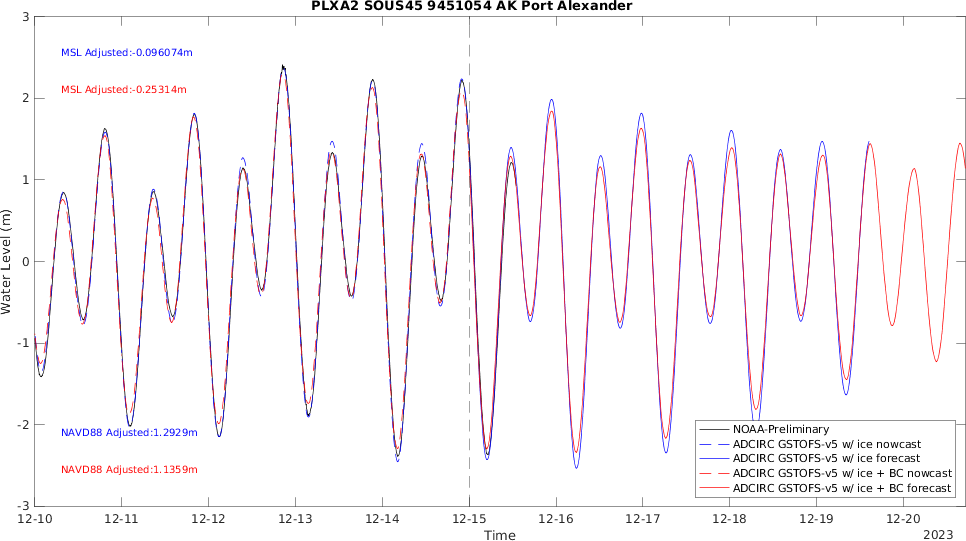 PLXA2 SOUS45 9451054 AK Port Alexander
3
2
1
0
-1
-2
-3
Water Level (m)
MSL Adjusted:-0.096074m
MSL Adjusted:-0.25314m
NAVD88 Adjusted:1.2929m
NAVD88 Adjusted:1.1359m
NOAA-Preliminary
ADCIRC GSTOFS-v5 w/ ice nowcast
ADCIRC GSTOFS-v5 w/ ice forecast
ADCIRC GSTOFS-v5 w/ ice + BC nowcast
ADCIRC GSTOFS-v5 w/ ice + BC forecast
12-10 12-11 12-12 12-13 12-14 12-15 12-16 12-17 12-18 12-19 12-20
Time
2023